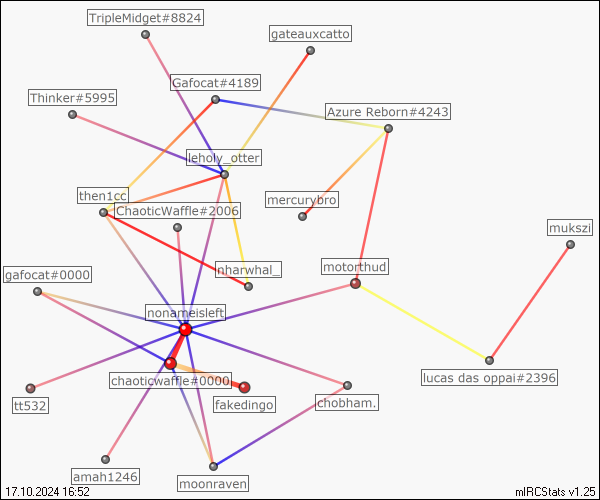 TripleMidget#8824
gateauxcatto
Gafocat#4189
Thinker#5995
Azure Reborn#4243
leholy_otter
then1cc
mercurybro
ChaoticWaffle#2006
mukszi
nharwhal_
motorthud
gafocat#0000
nonameisleft
chaoticwaffle#0000
lucas das oppai#2396
tt532
fakedingo
chobham.
amah1246
moonraven
17.10.2024 16:52
mIRCStats v1.25